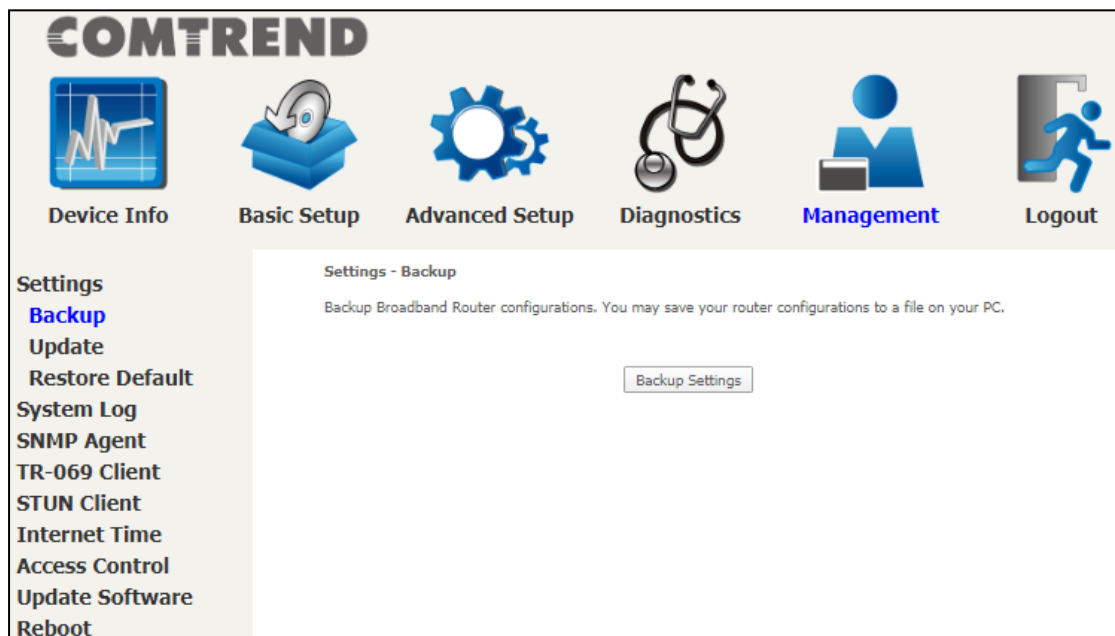 COMTREND
Device Info
Basic Setup
Advanced Setup
Diagnostics
Management
Logout
Settings
Backup
Update
Restore Default
System Log
SNMP Agent
TR-069 Client
STUN Client
Internet Time
Access Control
Update Software
Reboot
Settings - Backup
Backup Broadband Router configurations. You may save your router configurations to a file on your PC.
Backup Settings